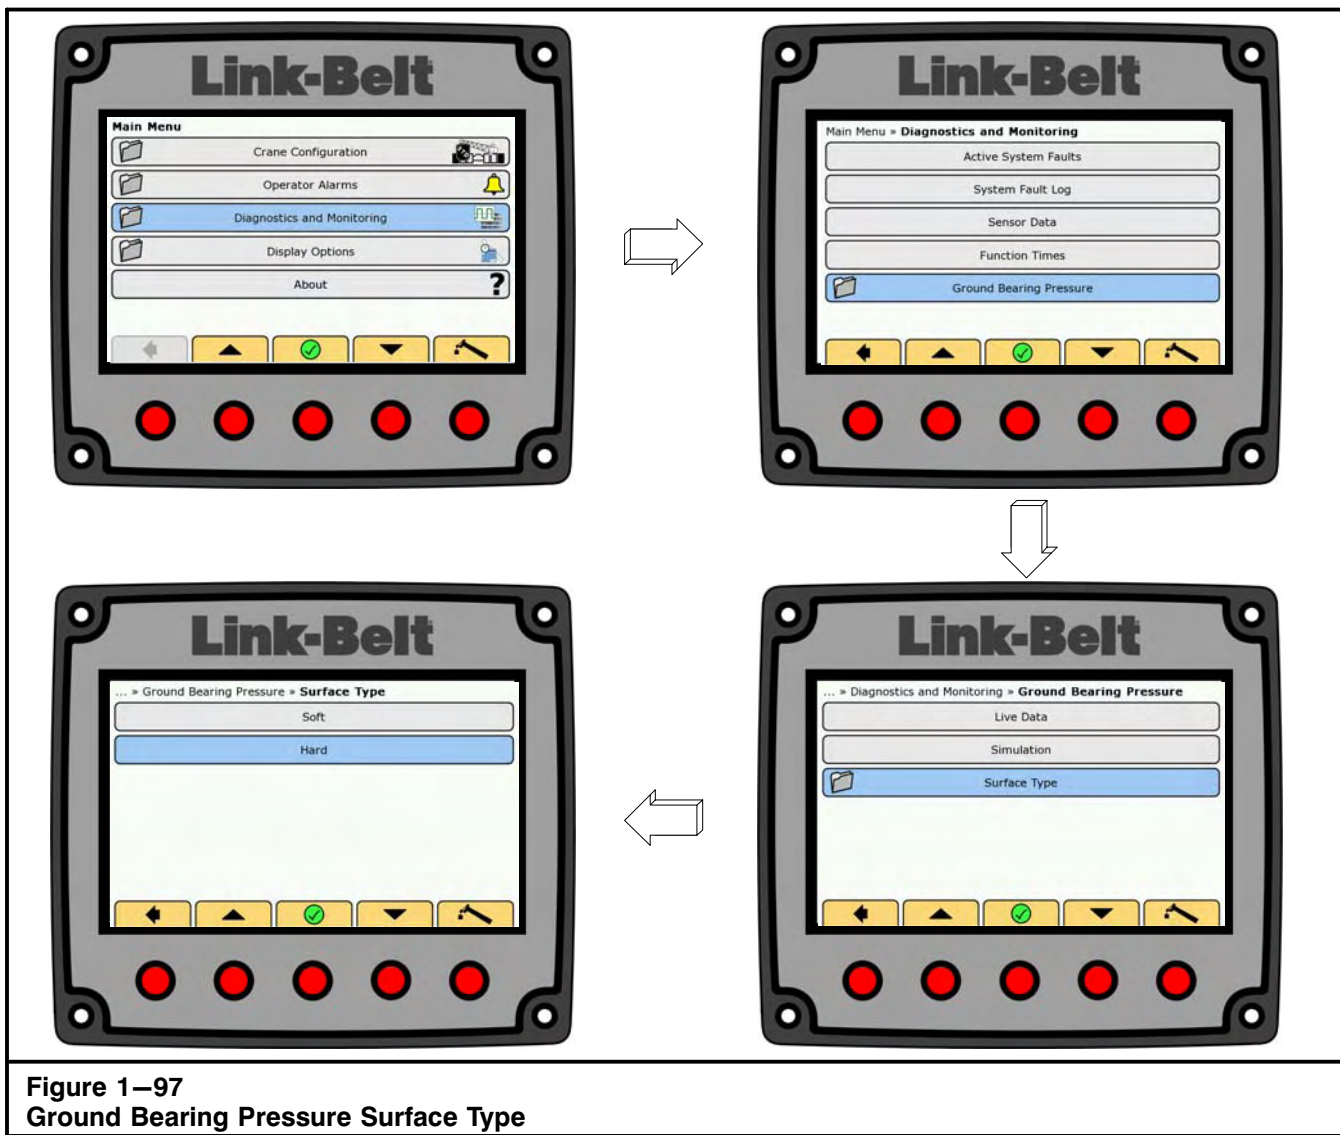 Link-Belt
Main Menu
Crane Configuration
Operator Alarms
Diagnostics and Monitoring
Display Options
About
?
Link-Belt
Main Menu » Diagnostics and Monitoring
Active System Faults
System Fault Log
Sensor Data
Function Times
Ground Bearing Pressure
Link-Belt
... » Ground Bearing Pressure » Surface Type
Soft
Hard
Link-Belt
... » Diagnostics and Monitoring » Ground Bearing Pressure
Live Data
Simulation
Surface Type
Figure 1–97
Ground Bearing Pressure Surface Type